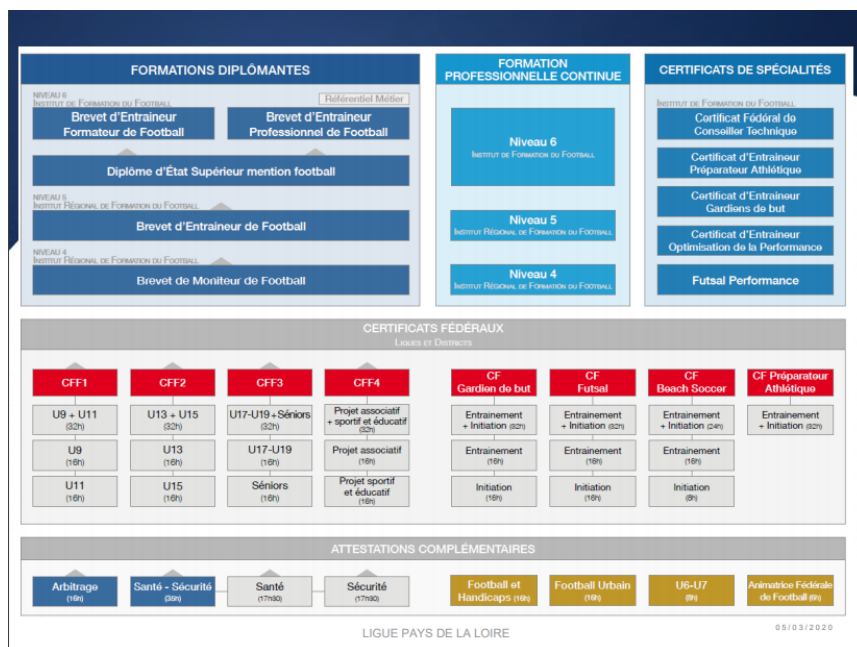 FORMATIONS DIPLÔMANTES
NIVEAU 6
INSTITUT DE FORMATION DU FOOTBALL
Référentiel Métier
Brevet d'Entraineur
Formateur de Football
Brevet d'Entraineur
Professionnel de Football
Diplôme d'État Supérieur mention football
NIVEAU 5
INSTITUT RÉGIONAL DE FORMATION DU FOOTBALL
Brevet d'Entraineur de Football
NIVEAU 4
INSTITUT RÉGIONAL DE FORMATION DU FOOTBALL
Brevet de Moniteur de Football
FORMATION
PROFESSIONNELLE CONTINUE
Niveau 6
INSTITUT DE FORMATION DU FOOTBALL
Niveau 5
INSTITUT RÉGIONAL DE FORMATION DU FOOTBALL
Niveau 4
INSTITUT RÉGIONAL DE FORMATION DU FOOTBALL
CERTIFICATS DE SPÉCIALITÉS
INSTITUT DE FORMATION DU FOOTBALL
Certificat Fédéral de
Conseiller Technique
Certificat d'Entraineur
Préparateur Athlétique
Certificat d'Entraineur
Gardiens de but
Certificat d'Entraineur
Optimisation de la Performance
Futsal Performance
CERTIFICATS FÉDÉRAUX
LIGUES ET DISTRICTS
CFF1
U9 + U11
(32h)
U9
(16h)
U11
(16h)
CFF2
U13 + U15
(32h)
U13
(16h)
U15
(16h)
CFF3
U17-U19 + Séniors
(32h)
U17-U19
(16h)
Séniors
(16h)
CFF4
Projet associatif
+ sportif et éducatif
(32h)
Projet associatif
(16h)
Projet sportif
et éducatif
(16h)
CF
Gardien de but
Entrainement
+ Initiation (32h)
Entrainement
(16h)
Initiation
(16h)
CF
Futsal
Entrainement
+ Initiation (32h)
Entrainement
(16h)
Initiation
(16h)
CF
Beach Soccer
Entrainement
+ Initiation (24h)
Entrainement
(16h)
Initiation
(8h)
CF Préparateur
Athlétique
Entrainement
+ Initiation (32h)
ATTESTATIONS COMPLÉMENTAIRES
Arbitrage
(16h)
Santé - Sécurité
(35h)
Santé
(17h30)
Sécurité
(17h30)
Football et
Handicaps (16h)
Football Urbain
(16h)
U6-U7
(8h)
Animatrice Fédérale
de Football (8h)
LIGUE PAYS DE LA LOIRE
05/03/2020